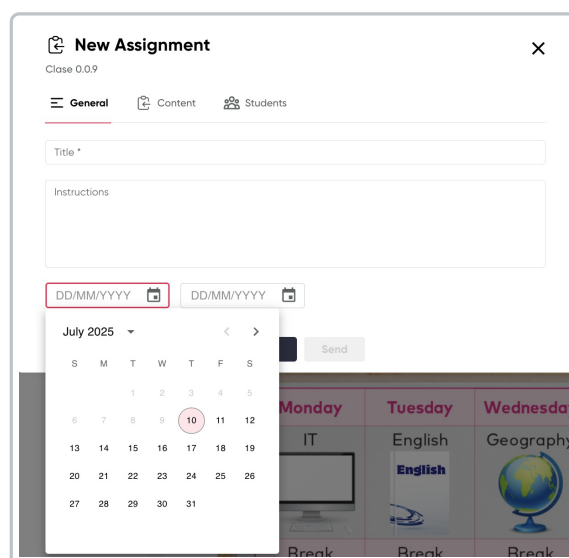 New Assignment
Clase 0.0.9
General Content Students
Title *
Instructions
DD/MM/YYYY DD/MM/YYYY
July 2025
S M T W T F S
1 2 3 4 5
6 7 8 9 10 11 12
13 14 15 16 17 18 19
20 21 22 23 24 25 26
27 28 29 30 31
Send
Monday Tuesday Wednesda
IT English Geography
English
Break Break Break